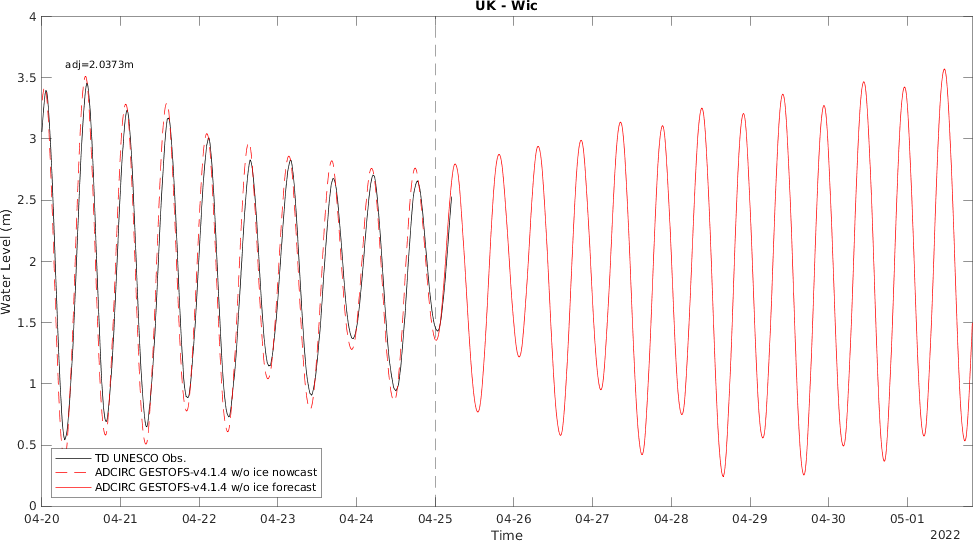 UK - Wic
adj=2.0373m
Water Level (m)
4
3.5
3
2.5
2
1.5
1
0.5
0
TD UNESCO Obs.
ADCIRC GESTOFS-v4.1.4 w/o ice nowcast
ADCIRC GESTOFS-v4.1.4 w/o ice forecast
04-20 04-21 04-22 04-23 04-24 04-25 04-26 04-27 04-28 04-29 04-30 05-01
Time
2022